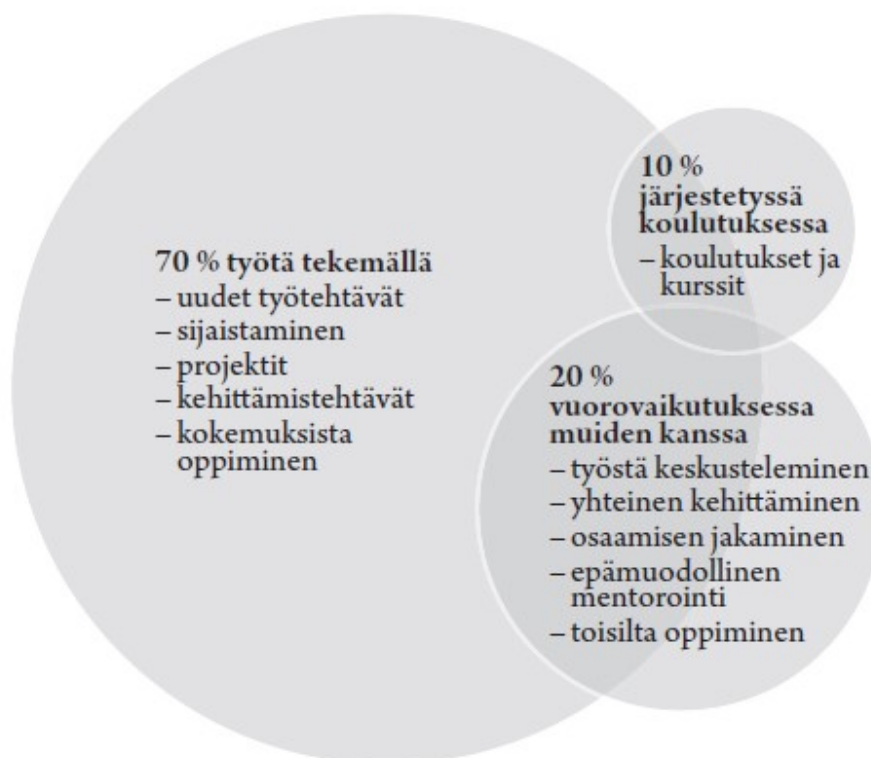 70 % työtä tekemällä
– uudet työtehtävät
– sijaistaminen
– projektit
– kehittämistehtävät
– kokemuksista
oppiminen
10 %
järjestetyssä
koulutuksessa
– koulutukset ja
kurssit
20 %
vuorovaikutuksessa
muiden kanssa
– työstä keskusteleminen
– yhteinen kehittäminen
– osaamisen jakaminen
– epämuodollinen
mentorointi
– toisilta oppiminen